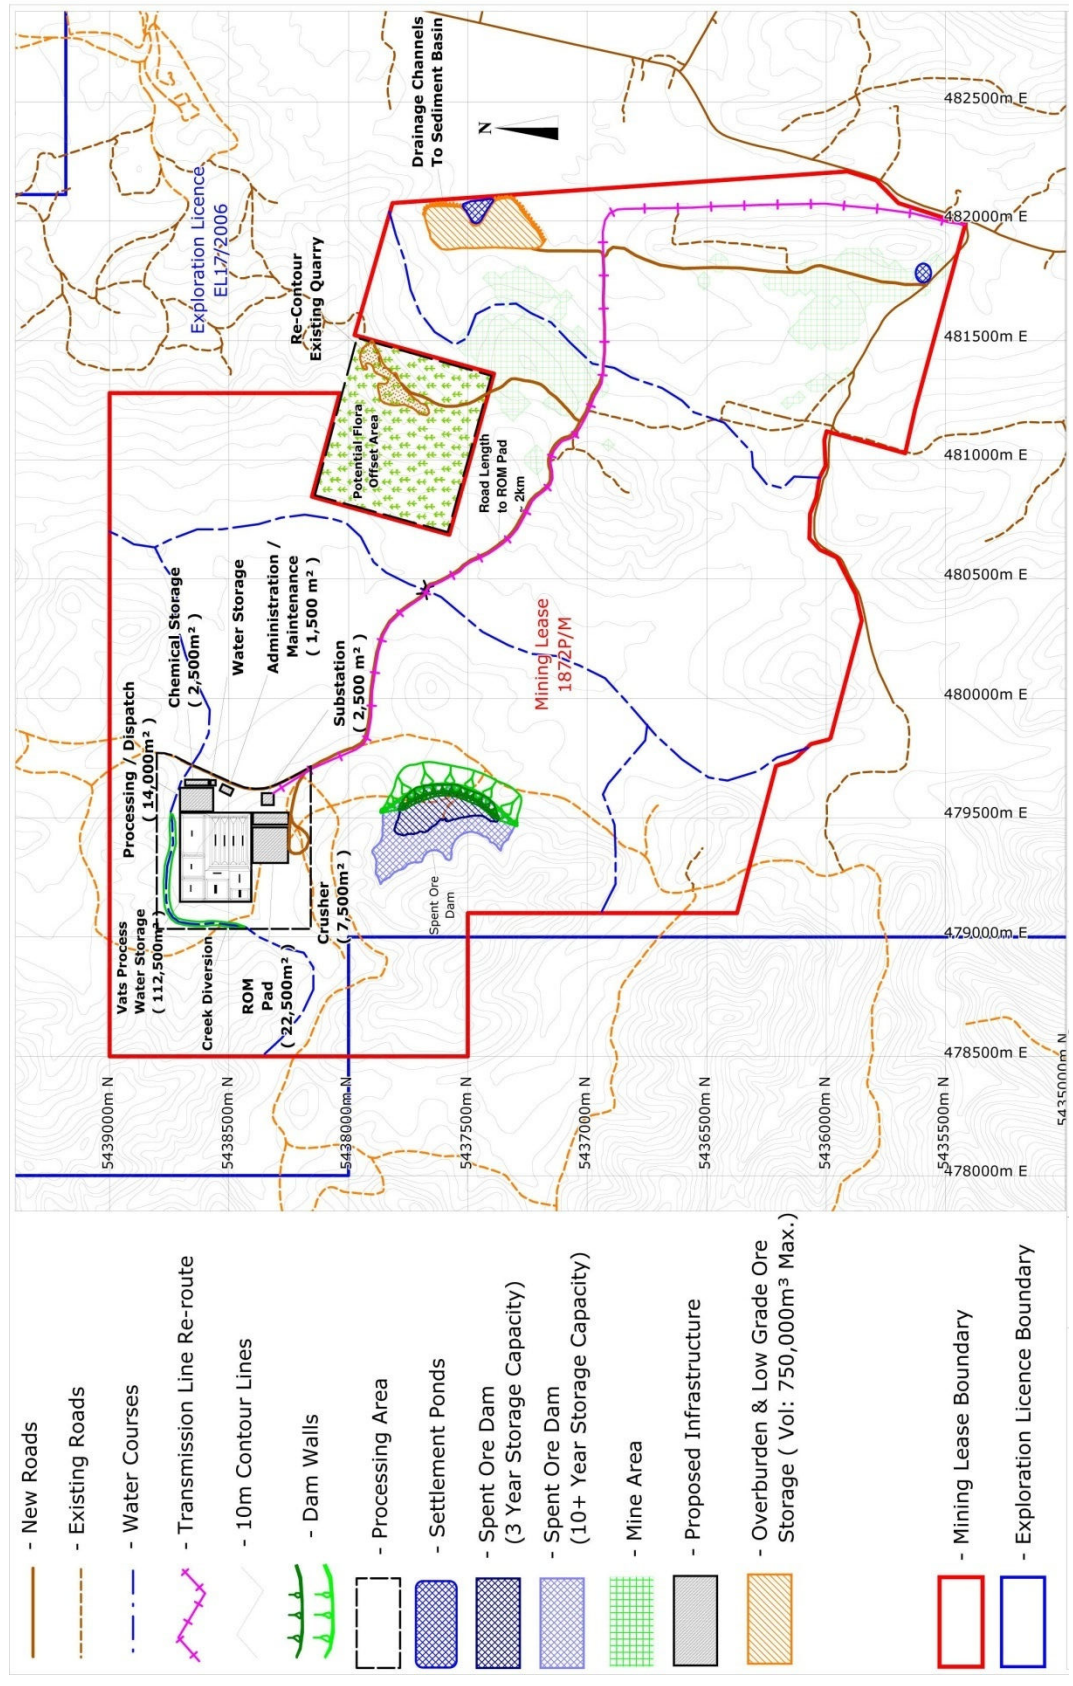 Drainage Channels
To Sediment Basin
N
Exploration Licence
EL17/2006
Re-Contour
Existing Quarry
Potential Flora
Offset Area
Road Length
to ROM Pad
~ 2km
Processing / Dispatch
( 14,000m² )
Chemical Storage
( 2,500m² )
Water Storage
Administration /
Maintenance
( 1,500 m² )
Substation
( 2,500 m² )
Mining Lease
1872P/M
Vats Process
Water Storage
( 112,500m² )
Creek Diversion
ROM
Pad
( 22,500m² )
Crusher
( 7,500m² )
Spent Ore
Dam
482500m E
482000m E
481500m E
481000m E
480500m E
480000m E
479500m E
479000m E
478500m E
478000m E
5439000m N
5438500m N
5438000m N
5437500m N
5437000m N
5436500m N
5436000m N
5435500m N
5435000m N
- New Roads
- Existing Roads
- Water Courses
- Transmission Line Re-route
- 10m Contour Lines
- Dam Walls
- Processing Area
- Settlement Ponds
- Spent Ore Dam
(3 Year Storage Capacity)
- Spent Ore Dam
(10+ Year Storage Capacity)
- Mine Area
- Proposed Infrastructure
- Overburden & Low Grade Ore
Storage ( Vol: 750,000m³ Max.)
- Mining Lease Boundary
- Exploration Licence Boundary